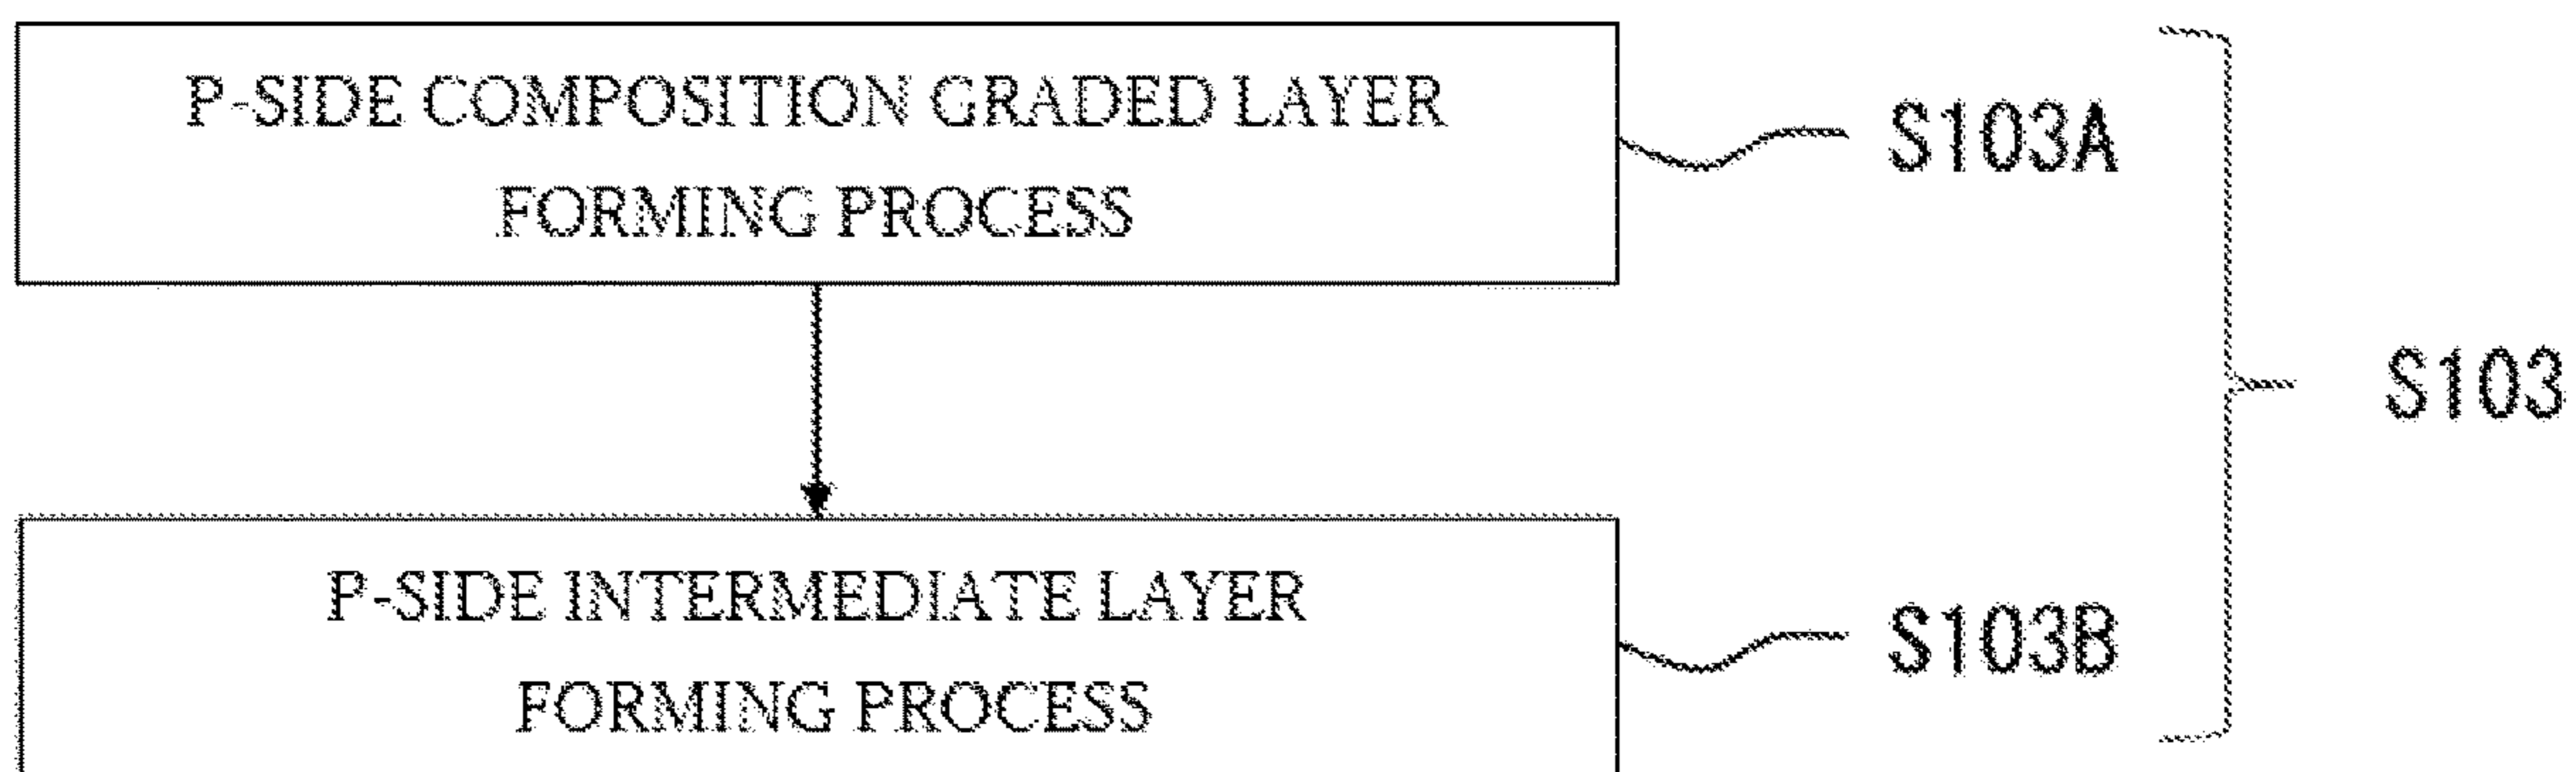 P-SIDE COMPOSITION GRADED LAYER
FORMING PROCESS
S103A
S103
P-SIDE INTERMEDIATE LAYER
FORMING PROCESS
S103B